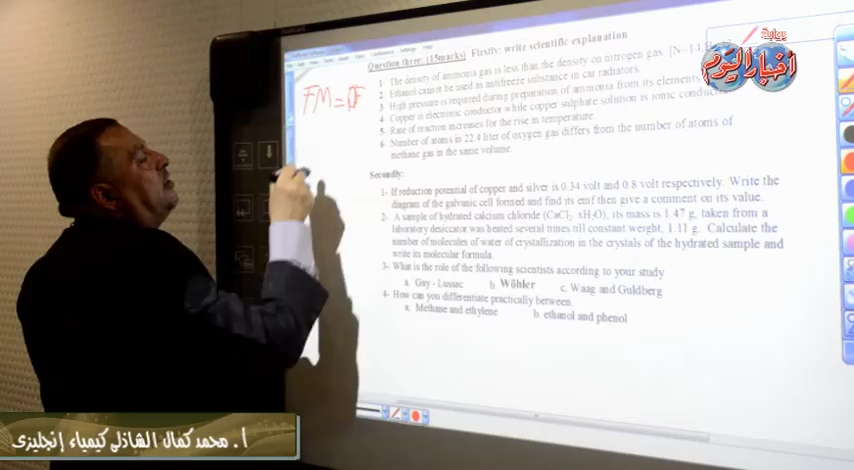 بوابة
أخبار اليوم
Question three: (15marks) Firstly: write scientific explanation
1 The density of ammonia gas is less than the density on nitrogen gas. [N=14,
2 Ethanol cannot be used as antifreeze substance in car radiators.
3 High pressure is required during preparation of ammonia from its elements
4 Copper is electronic conductor while copper sulphate solution is ionic conductor
5 Rate of reaction increases for the rise in temperature.
6 Number of atoms in 22.4 liter of oxygen gas differs from the number of atoms of
methane gas in the same volume.
FM=
Secondly:
1- If reduction potential of copper and silver is 0.34 volt and 0.8 volt respectively. Write the
diagram of the galvanic cell formed and find its emf then give a comment on its value.
2- A sample of hydrated calcium chloride (CaCl2. xH2O), its mass is 1.47 g, taken from a
laboratory desiccator was heated several times till constant weight, 1.11 g. Calculate the
number of molecules of water of crystallization in the crystals of the hydrated sample and
write its molecular formula.
3- What is the role of the following scientists according to your study
a. Gay - Lussac b. Wöhler c. Waag and Guldberg
4- How can you differentiate practically between
a. Methane and ethylene b. ethanol and phenol
أ. محمد كمال الشاذلى كيمياء إنجليزى